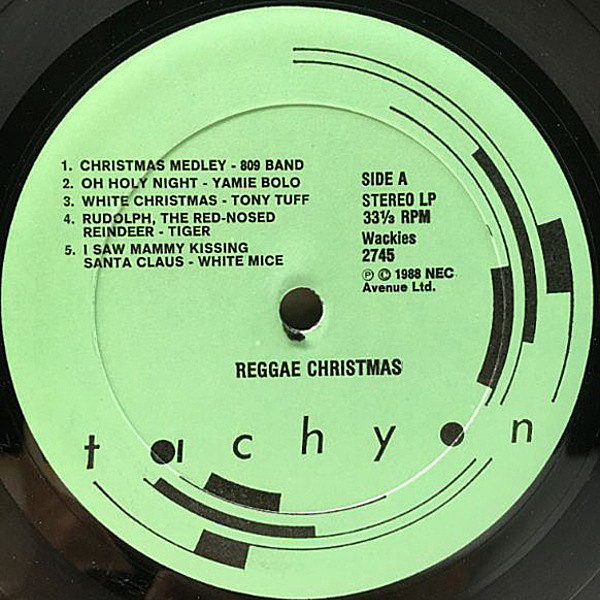 1. CHRISTMAS MEDLEY - 809 BAND
2. OH HOLY NIGHT - YAMIE BOLO
3. WHITE CHRISTMAS - TONY TUFF
4. RUDOLPH, THE RED-NOSED
REINDEER - TIGER
5. I SAW MAMMY KISSING
SANTA CLAUS - WHITE MICE
SIDE A
STEREO LP
33⅓ RPM
Wackies
2745
℗ © 1988 NEC
Avenue Ltd.
REGGAE CHRISTMAS
tachyon